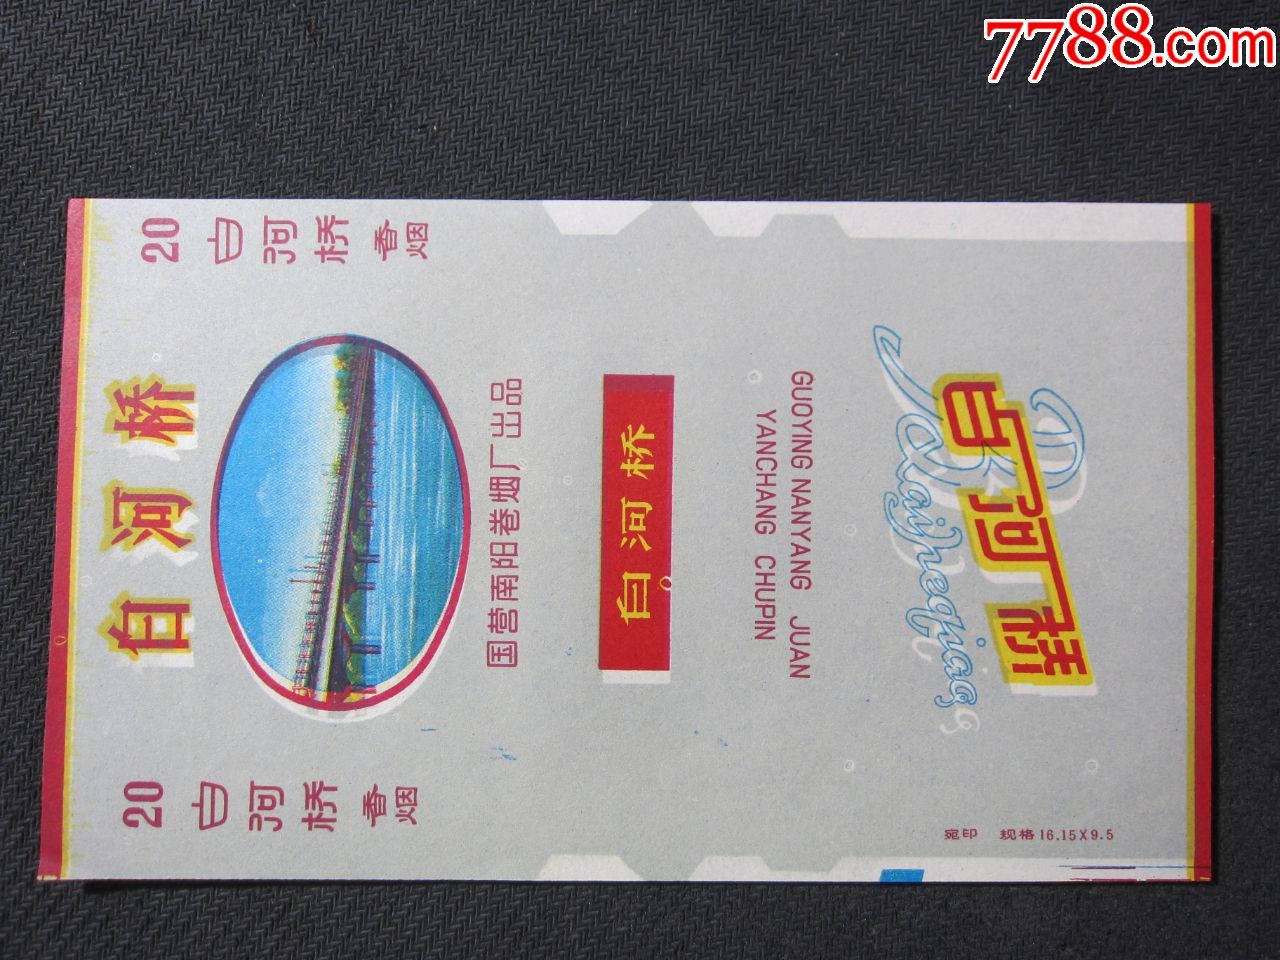 7788.com
20
白河桥
香烟
白河桥
国营南阳卷烟厂出品
20
白河桥
香烟
白河桥
GUOYING NANYANG JUAN
YANCHANG CHUPIN
白河桥
Baiheqiao
宛印 规格16.15X9.5